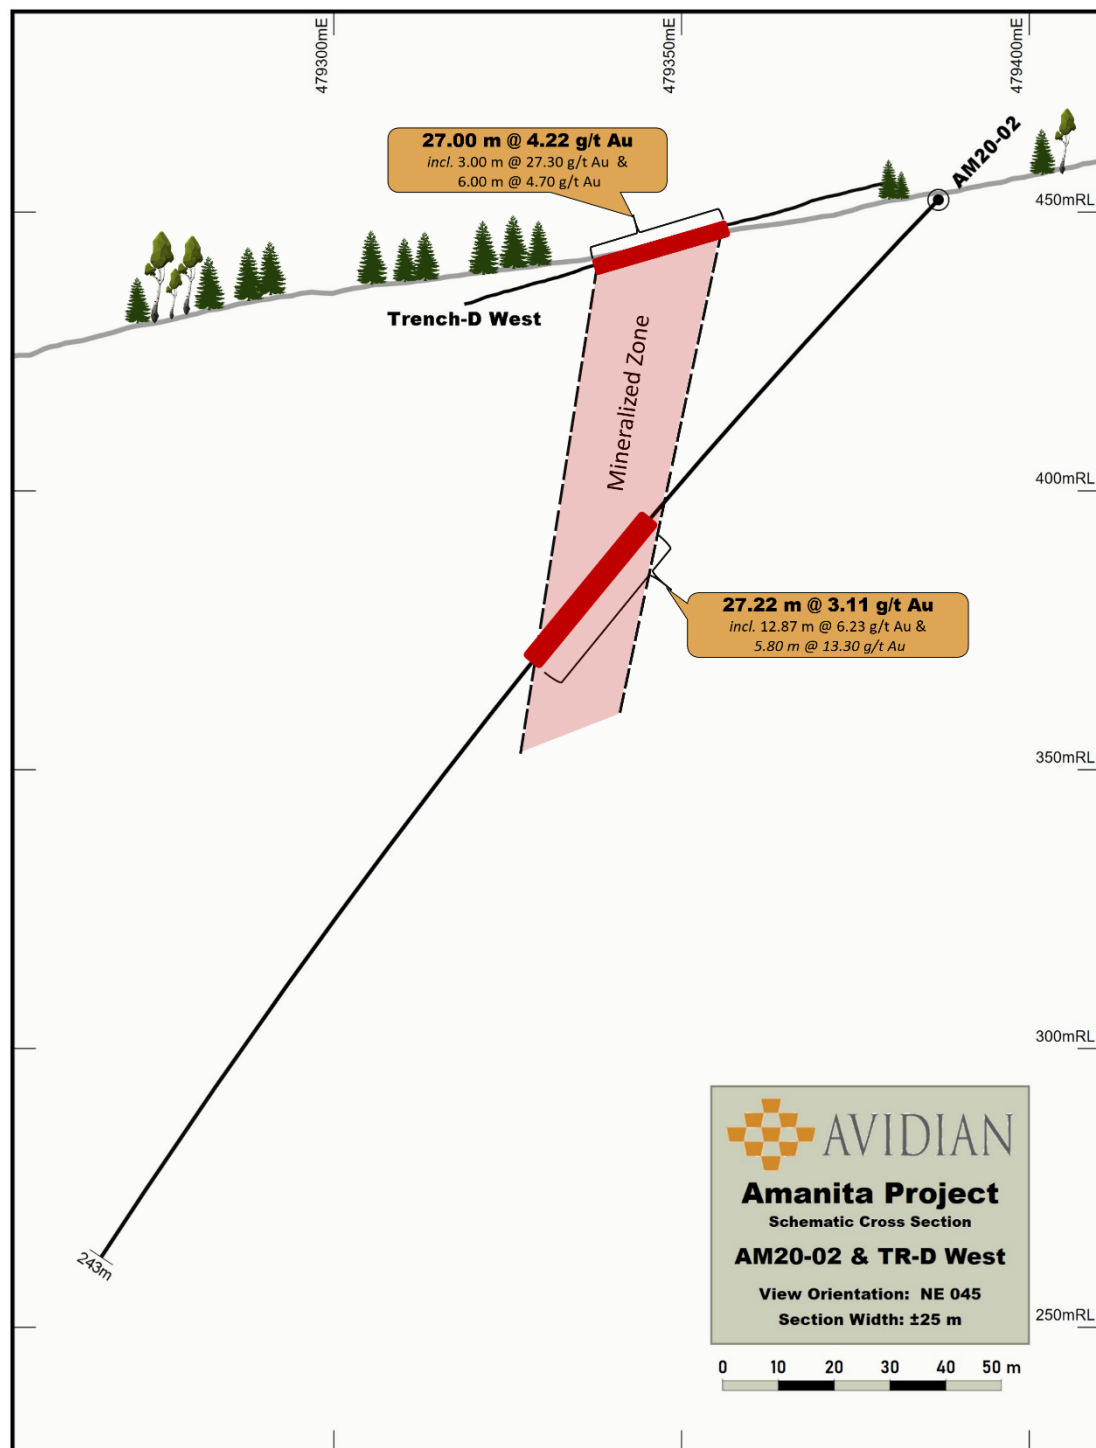 479300mE
479350mE
479400mE
AM20-02
27.00 m @ 4.22 g/t Au
incl. 3.00 m @ 27.30 g/t Au &
6.00 m @ 4.70 g/t Au
450mRL
Trench-D West
Mineralized Zone
400mRL
27.22 m @ 3.11 g/t Au
incl. 12.87 m @ 6.23 g/t Au &
5.80 m @ 13.30 g/t Au
350mRL
300mRL
243m
AVIDIAN
Amanita Project
Schematic Cross Section
AM20-02 & TR-D West
View Orientation: NE 045
Section Width: ±25 m
250mRL
0 10 20 30 40 50 m